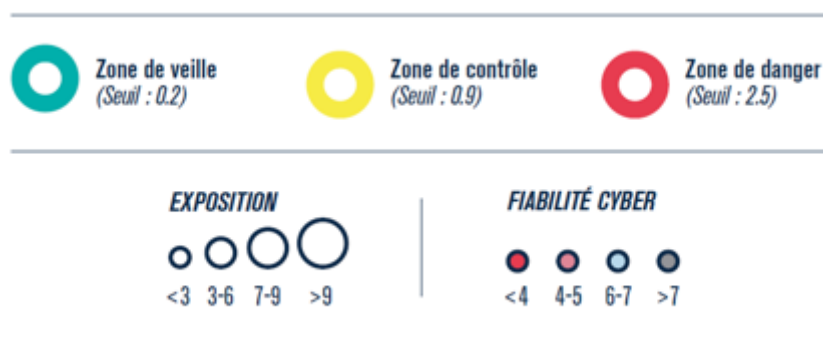 Zone de veille
(Seuil : 0.2)
Zone de contrôle
(Seuil : 0.9)
Zone de danger
(Seuil : 2.5)
EXPOSITION
<3 3-6 7-9 >9
FIABILITÉ CYBER
<4 4-5 6-7 >7